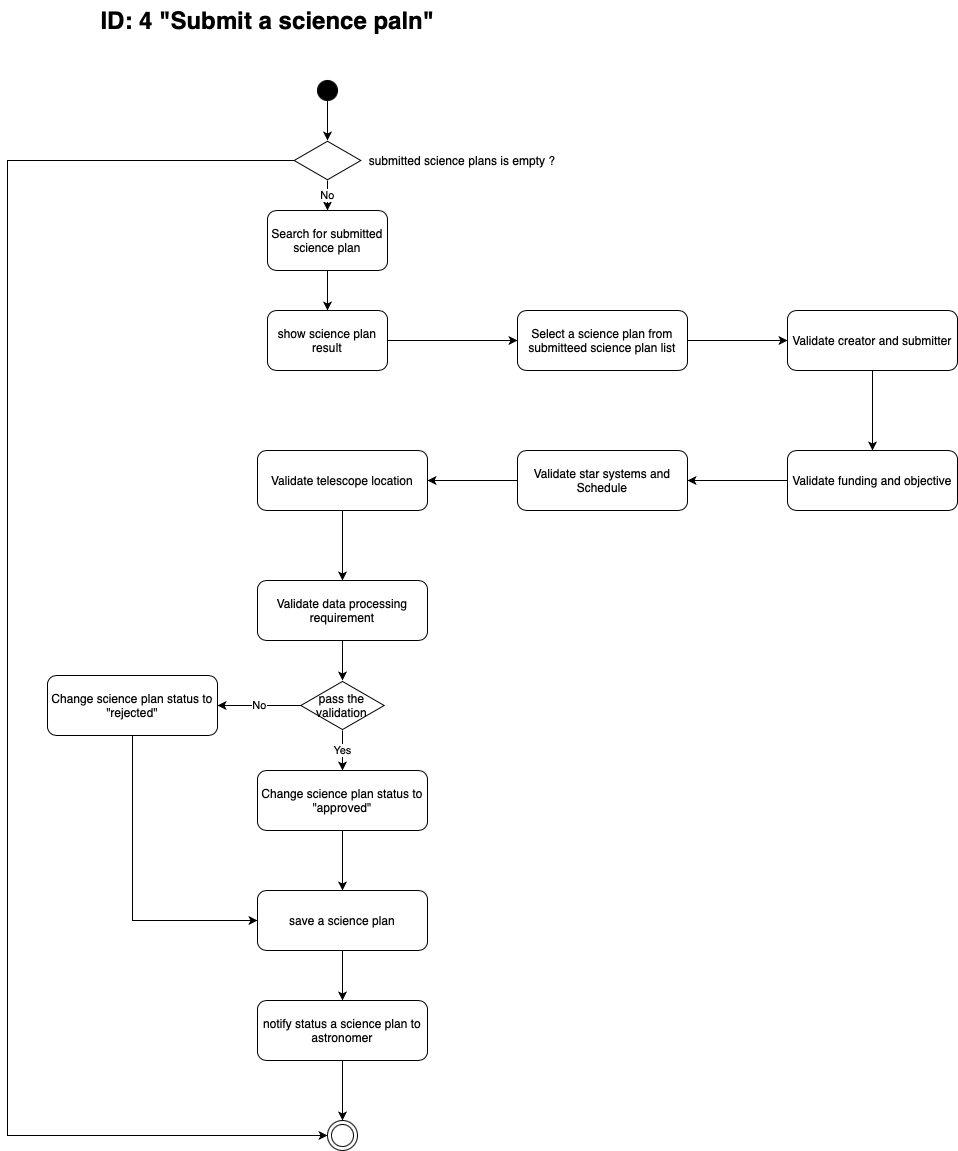 ID: 4 "Submit a science paln"
submitted science plans is empty ?
No
Search for submitted
science plan
show science plan
result
Select a science plan from
submitteed science plan list
Validate creator and submitter
Validate telescope location
Validate star systems and
Schedule
Validate funding and objective
Validate data processing
requirement
Change science plan status to
"rejected"
No
pass the
validation
Yes
Change science plan status to
"approved"
save a science plan
notify status a science plan to
astronomer